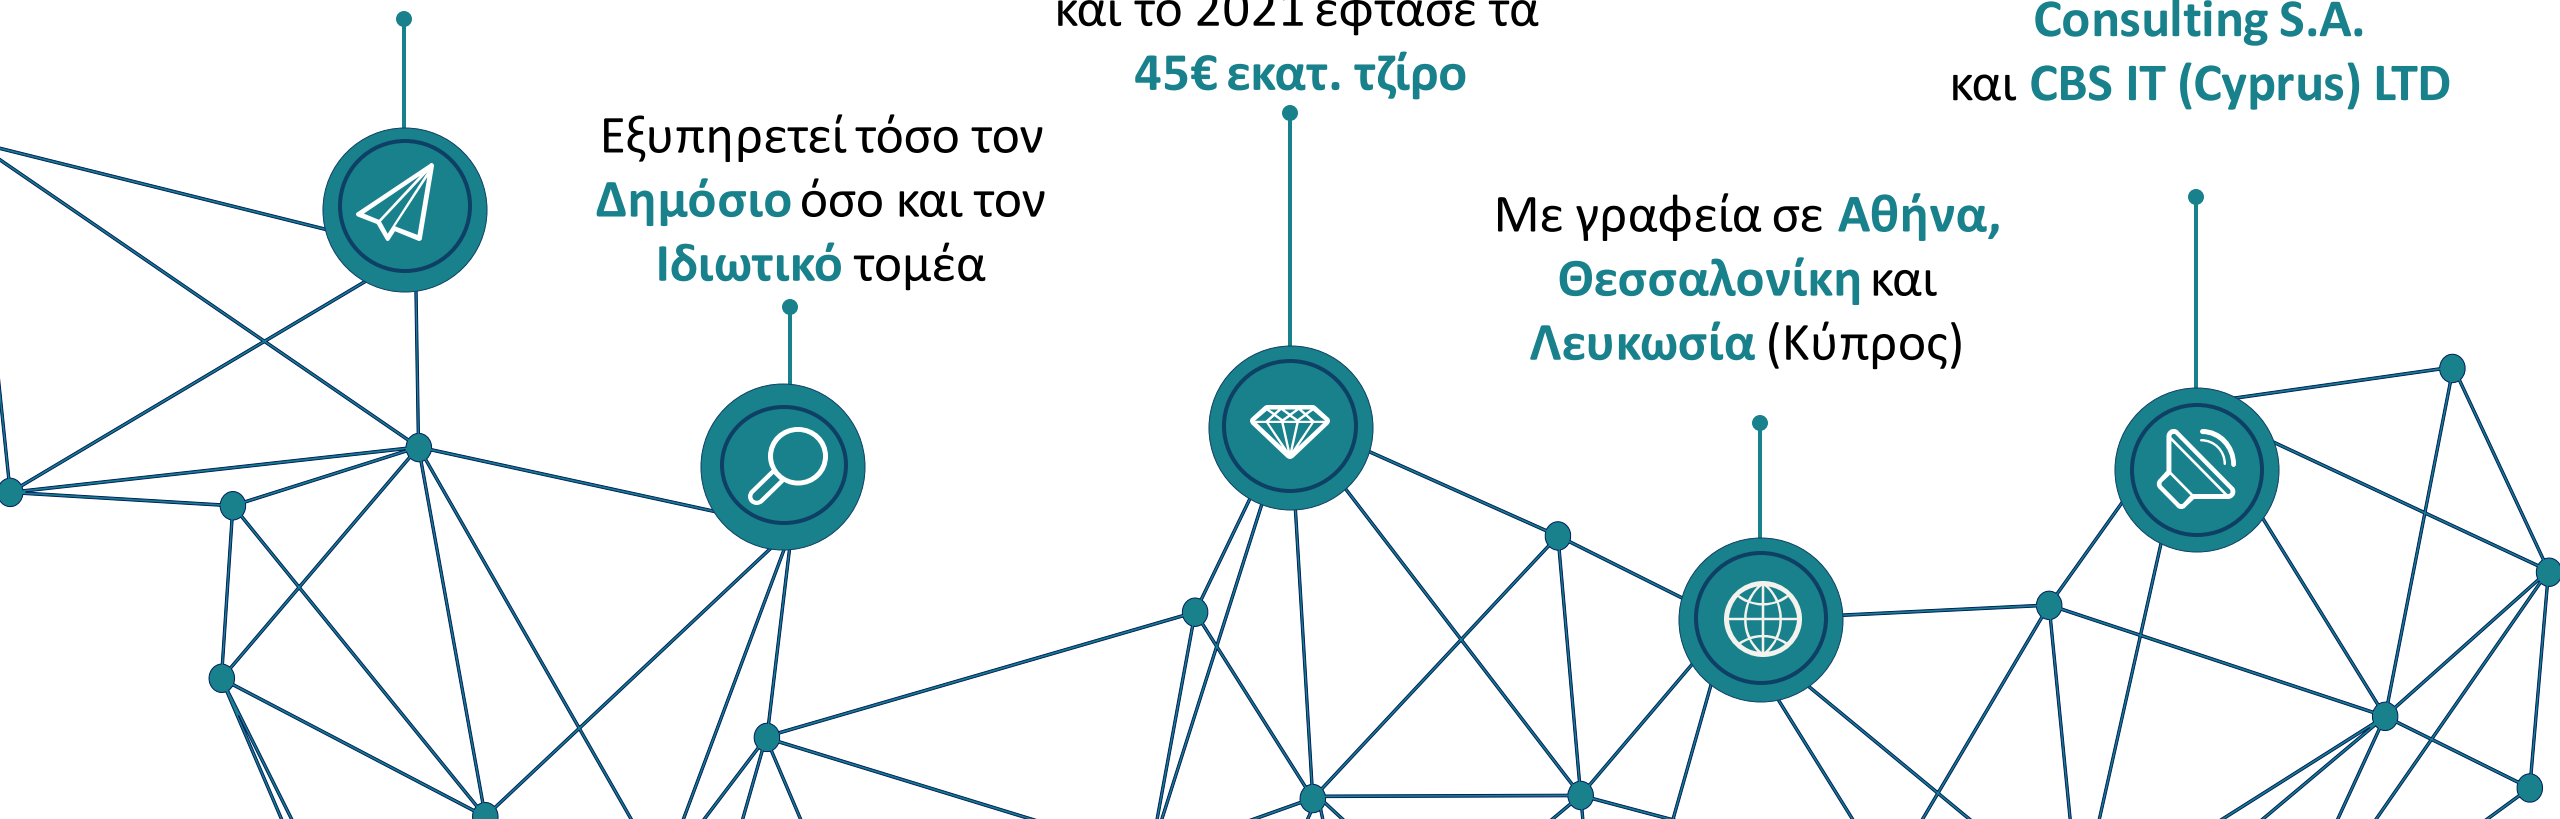 και το 2021 έφτασε τα
45€ εκατ. τζίρο
Consulting S.A.
και CBS IT (Cyprus) LTD
Εξυπηρετεί τόσο τον
Δημόσιο όσο και τον
Ιδιωτικό τομέα
Με γραφεία σε Αθήνα,
Θεσσαλονίκη και
Λευκωσία (Κύπρος)